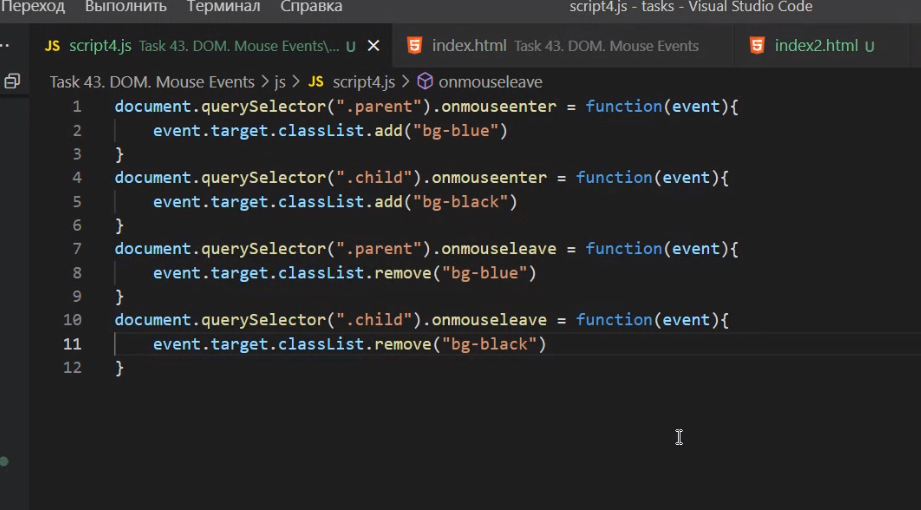 Переход Выполнить Терминал Справка script4.js - tasks - Visual Studio Code
JS script4.js Task 43. DOM. Mouse Events\... U index.html Task 43. DOM. Mouse Events index2.html U
Task 43. DOM. Mouse Events > js > JS script4.js > onmouseleave
1 document.querySelector(".parent").onmouseenter = function(event){
2 event.target.classList.add("bg-blue")
3 }
4 document.querySelector(".child").onmouseenter = function(event){
5 event.target.classList.add("bg-black")
6 }
7 document.querySelector(".parent").onmouseleave = function(event){
8 event.target.classList.remove("bg-blue")
9 }
10 document.querySelector(".child").onmouseleave = function(event){
11 event.target.classList.remove("bg-black")
12 }